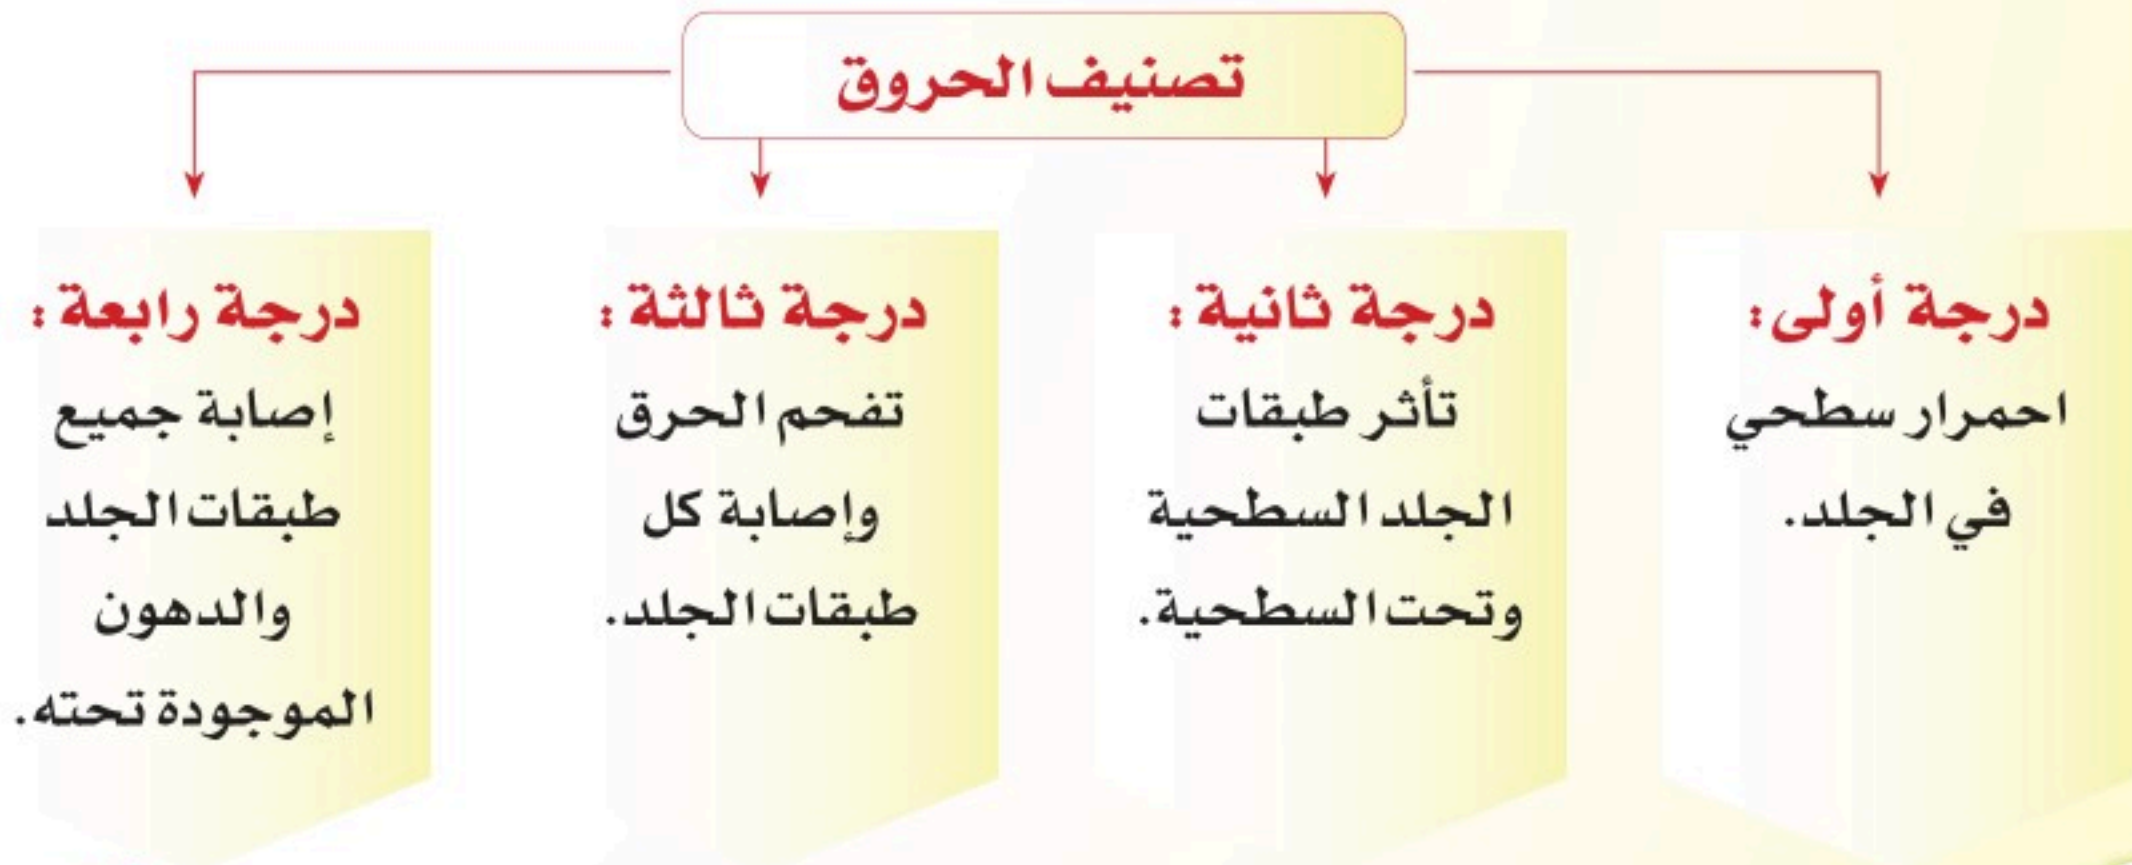 تصنيف الحروق
درجة أولى:
احمرار سطحي
في الجلد.
درجة ثانية:
تأثر طبقات
الجلد السطحية
وتحت السطحية.
درجة ثالثة:
تفحم الحرق
وإصابة كل
طبقات الجلد.
درجة رابعة:
إصابة جميع
طبقات الجلد
والدهون
الموجودة تحته.